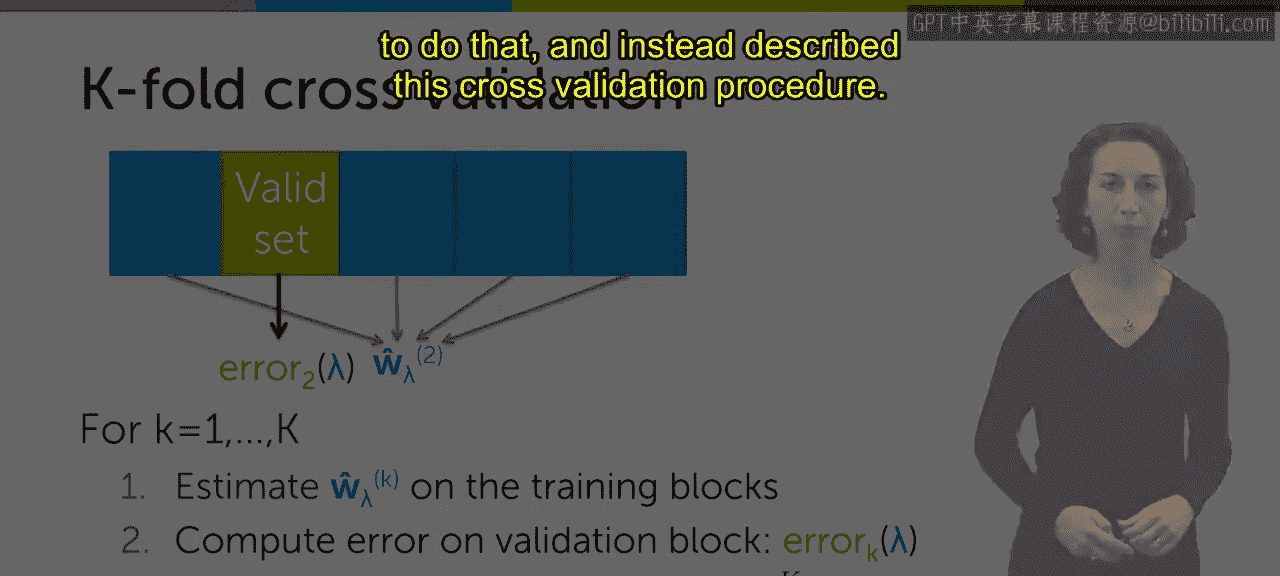 GPT中英字幕课程资源@bilibili.com
to do that, and instead described
this cross validation procedure.
K-fold cross validation
Valid
set
error₂(λ) ŵλ⁽²⁾
For k=1,...,K
1. Estimate ŵλ⁽ᵏ⁾ on the training blocks
2. Compute error on validation block: errorₖ(λ)